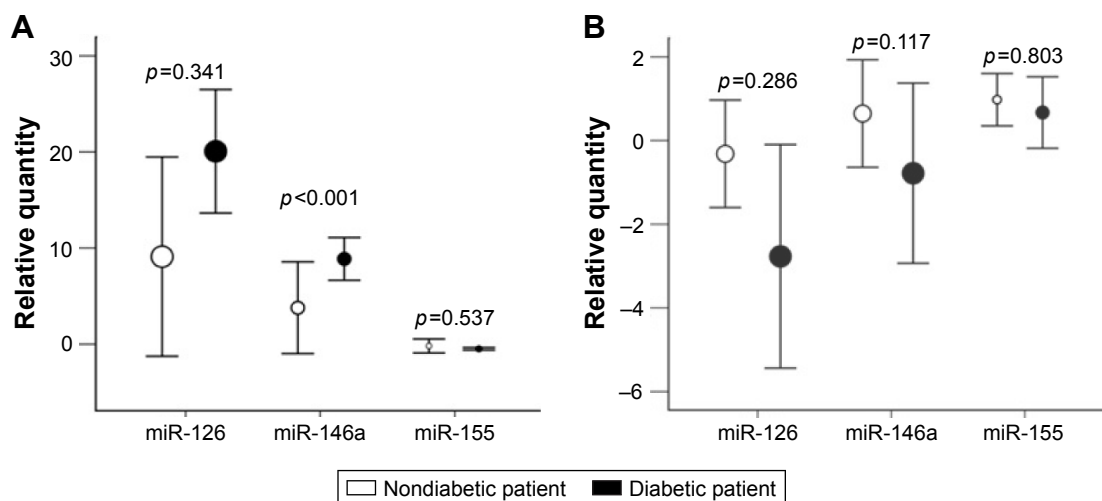 A
Relative quantity
30
20
10
0
p=0.341
p<0.001
p=0.537
miR-126
miR-146a
miR-155
B
Relative quantity
2
0
–2
–4
–6
p=0.286
p=0.117
p=0.803
miR-126
miR-146a
miR-155
Nondiabetic patient
Diabetic patient